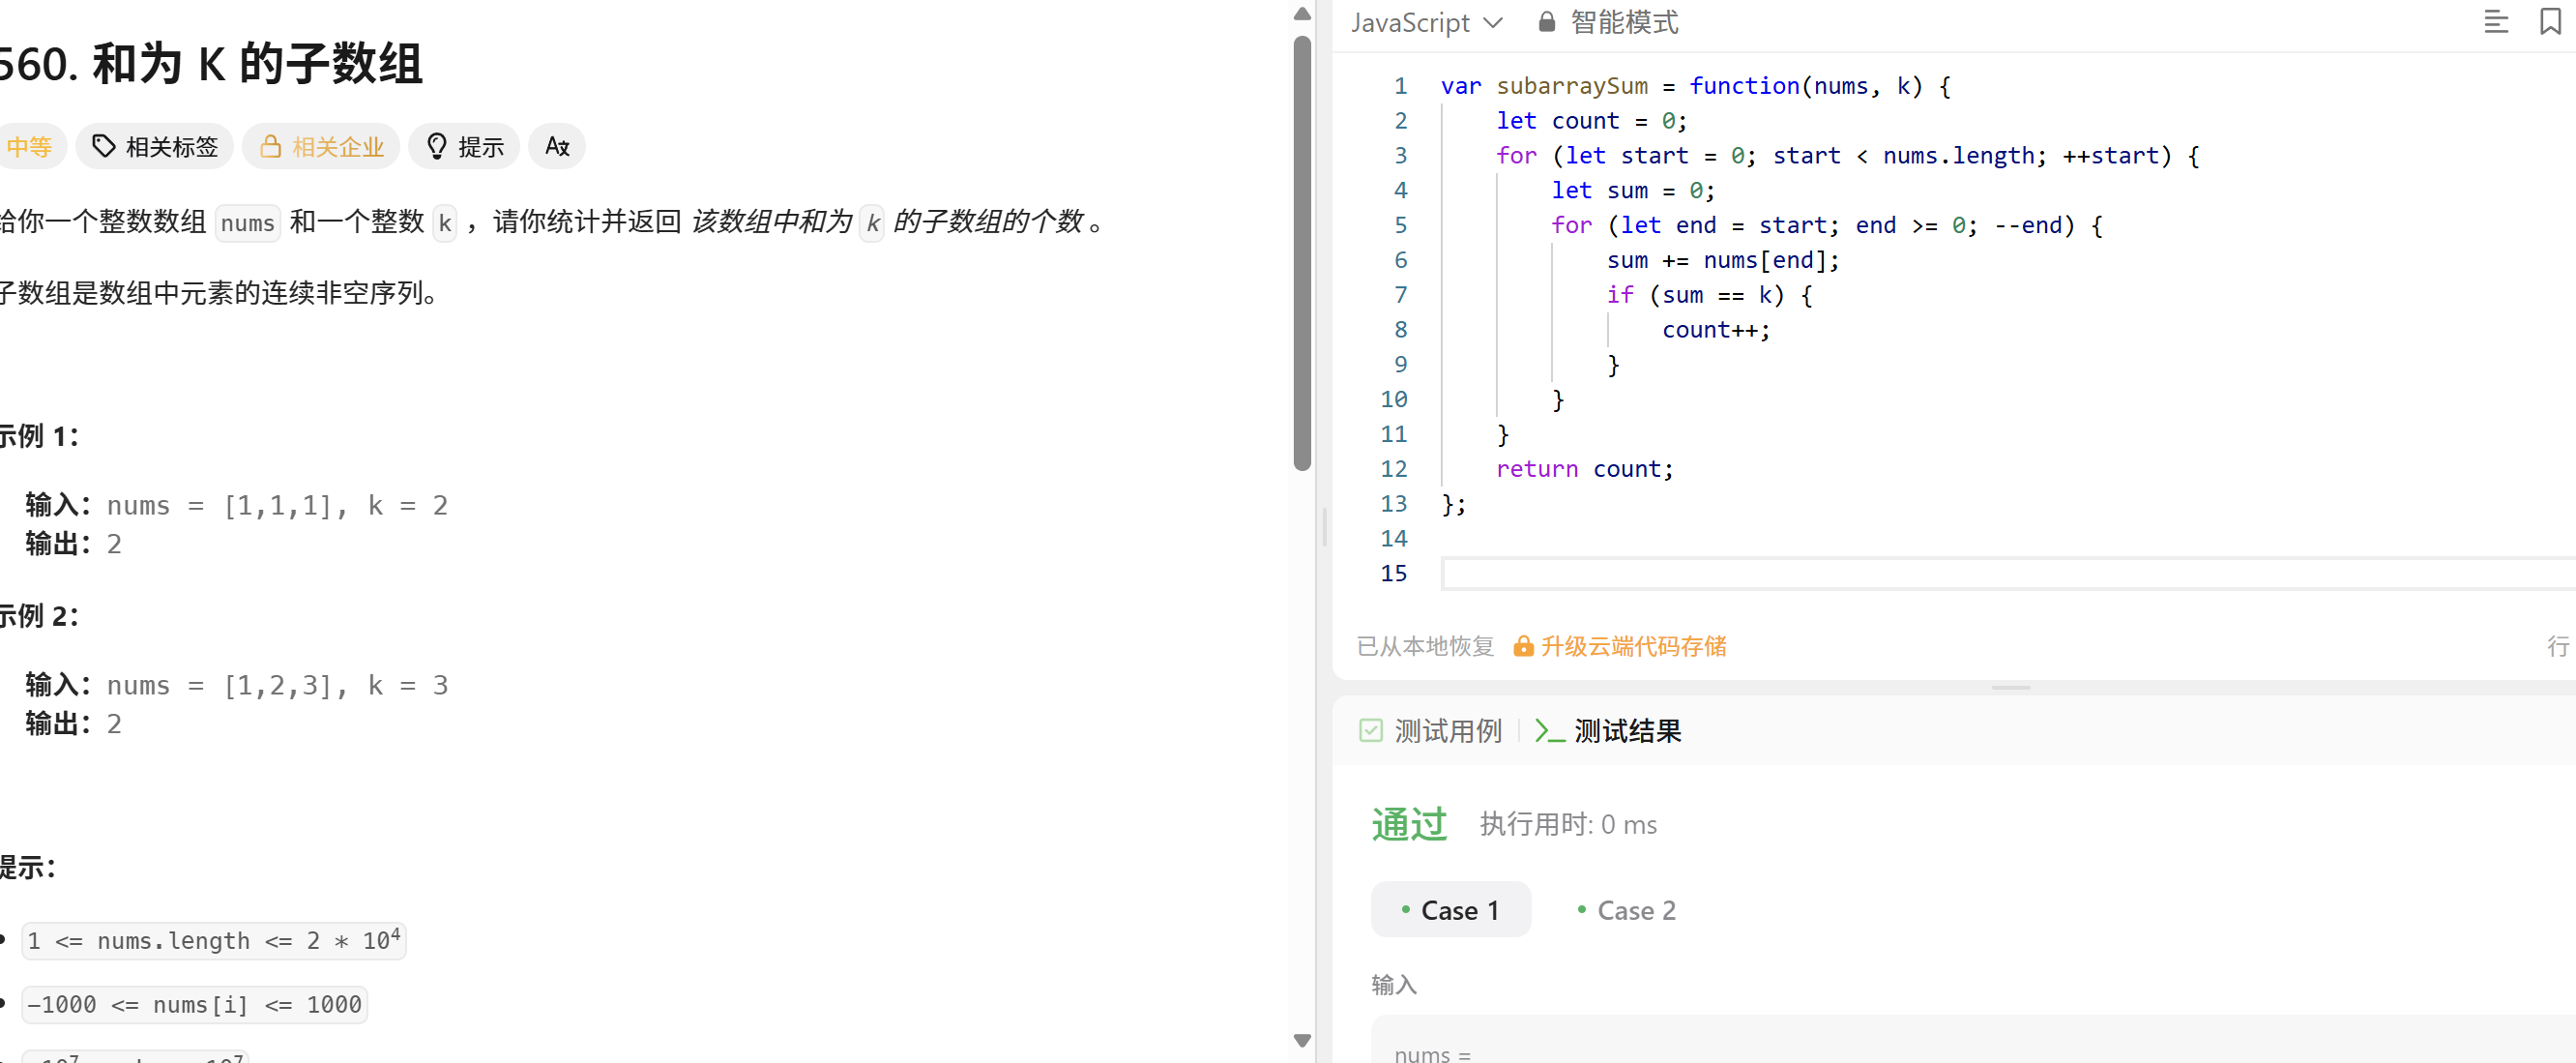 560. 和为 K 的子数组
中等 相关标签 相关企业 提示
给你一个整数数组 nums 和一个整数 k ，请你统计并返回 该数组中和为 k 的子数组的个数 。
子数组是数组中元素的连续非空序列。
示例 1：
输入：nums = [1,1,1], k = 2
输出：2
示例 2：
输入：nums = [1,2,3], k = 3
输出：2
提示：
1 <= nums.length <= 2 * 10⁴
-1000 <= nums[i] <= 1000
JavaScript 智能模式
1 var subarraySum = function(nums, k) {
2 let count = 0;
3 for (let start = 0; start < nums.length; ++start) {
4 let sum = 0;
5 for (let end = start; end >= 0; --end) {
6 sum += nums[end];
7 if (sum == k) {
8 count++;
9 }
10 }
11 }
12 return count;
13 };
14
15
已从本地恢复 升级云端代码存储 行
测试用例 >_ 测试结果
通过 执行用时: 0 ms
• Case 1 • Case 2
输入
nums =